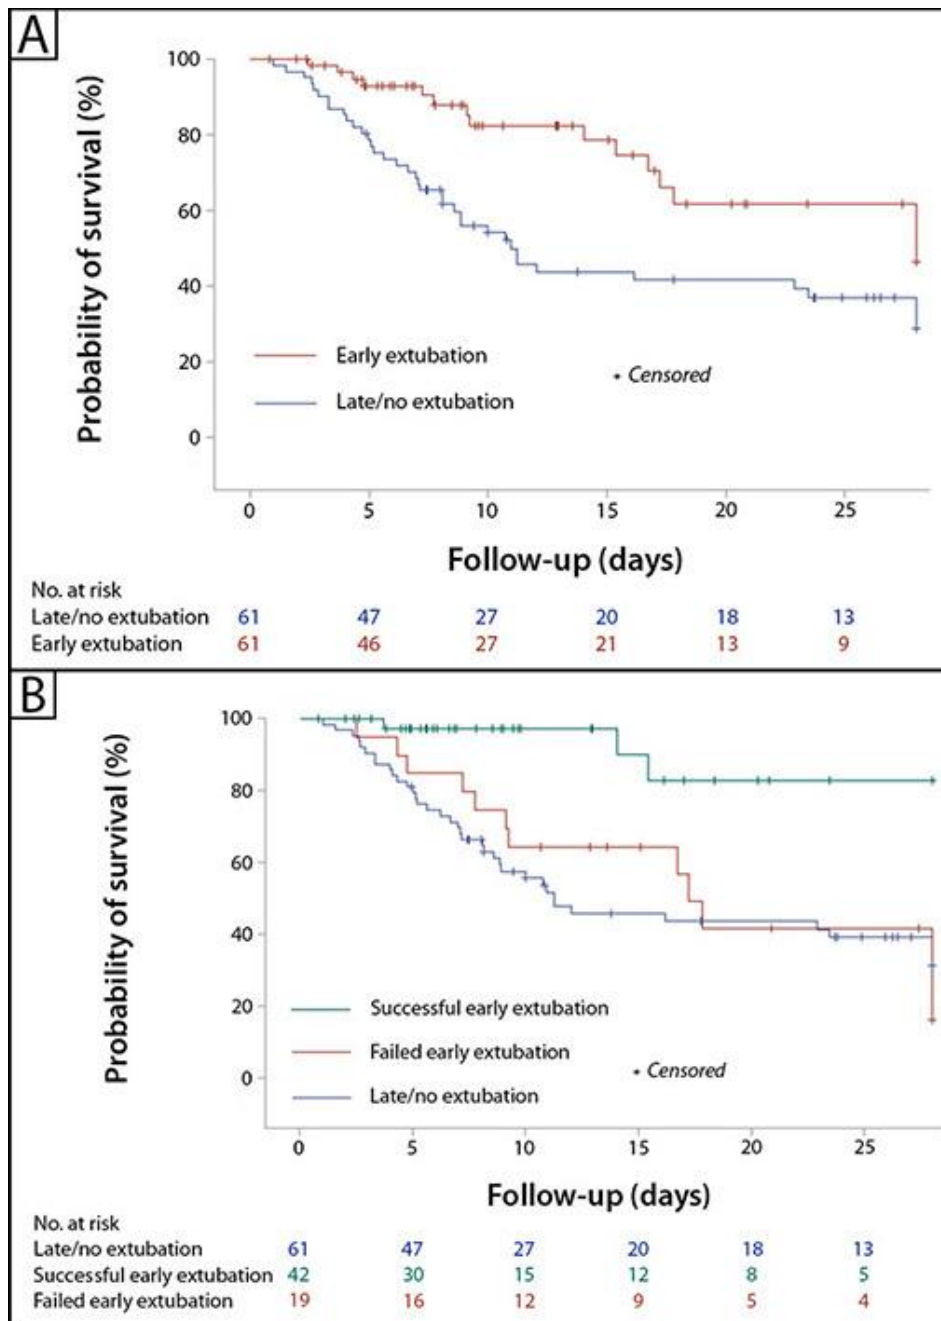 A
Probability of survival (%)
100
80
60
40
20
0
Early extubation
Late/no extubation
+ Censored
0 5 10 15 20 25
Follow-up (days)
No. at risk
Late/no extubation 61 47 27 20 18 13
Early extubation 61 46 27 21 13 9
B
Probability of survival (%)
100
80
60
40
20
0
Successful early extubation
Failed early extubation
Late/no extubation
+ Censored
0 5 10 15 20 25
Follow-up (days)
No. at risk
Late/no extubation 61 47 27 20 18 13
Successful early extubation 42 30 15 12 8 5
Failed early extubation 19 16 12 9 5 4